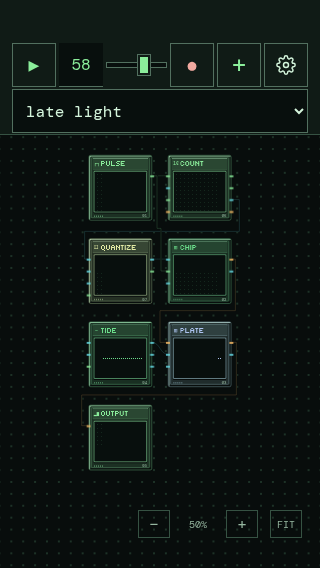 58
late light
PULSE
COUNT
QUANTIZE
CHIP
TIDE
PLATE
OUTPUT
− 50% + FIT